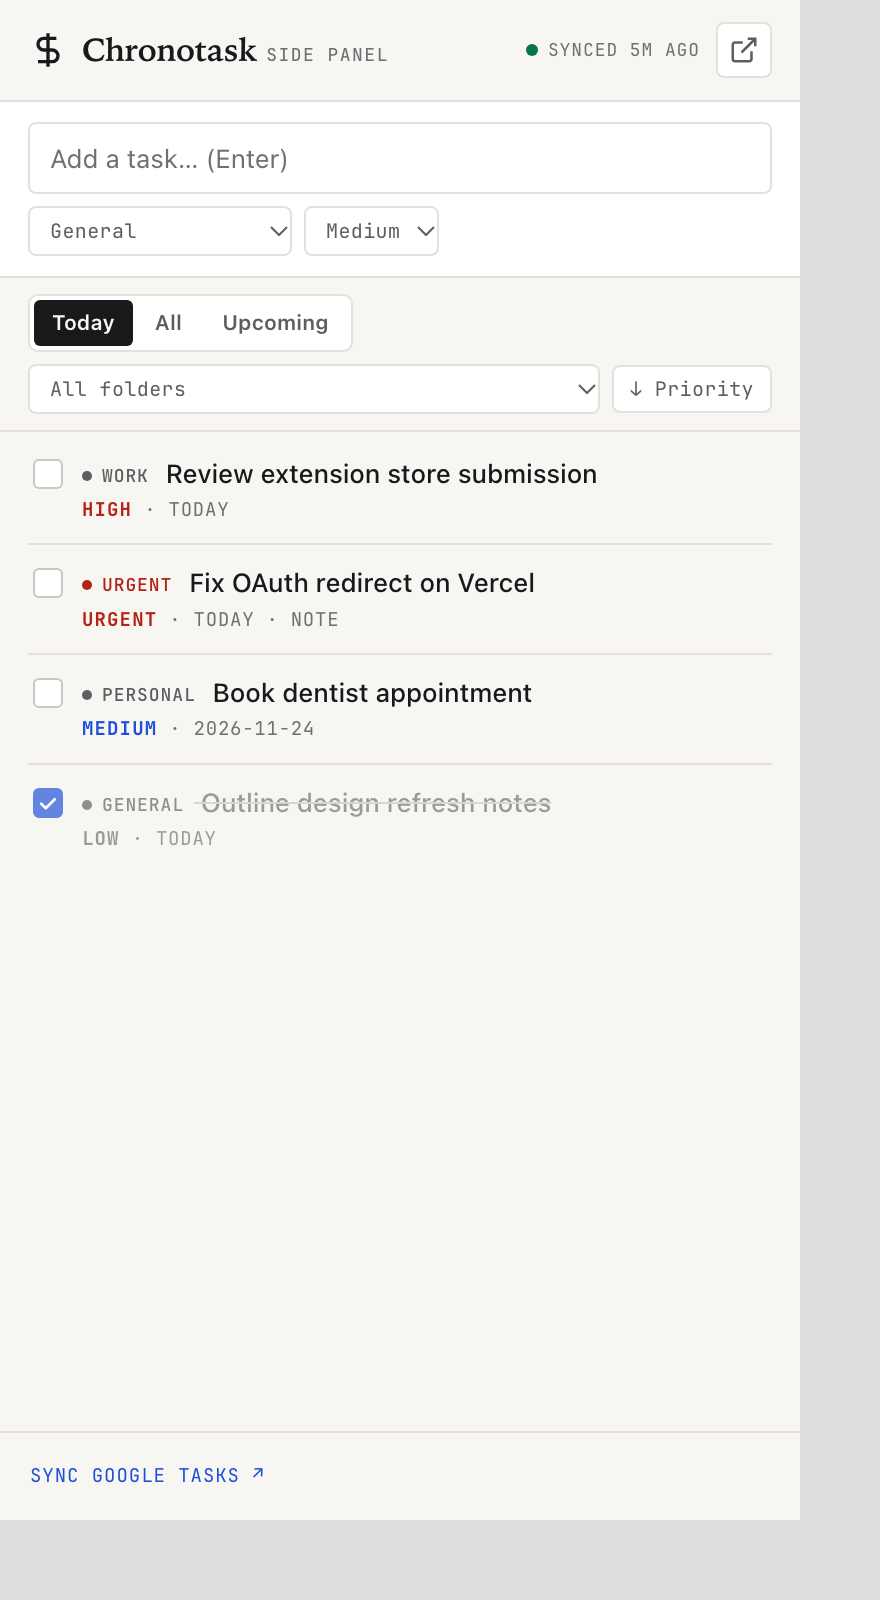 $ Chronotask SIDE PANEL SYNCED 5M AGO
Add a task... (Enter)
General Medium
Today All Upcoming
All folders ↓ Priority
WORK Review extension store submission
HIGH · TODAY
URGENT Fix OAuth redirect on Vercel
URGENT · TODAY · NOTE
PERSONAL Book dentist appointment
MEDIUM · 2026-11-24
GENERAL Outline design refresh notes
LOW · TODAY
SYNC GOOGLE TASKS ↗